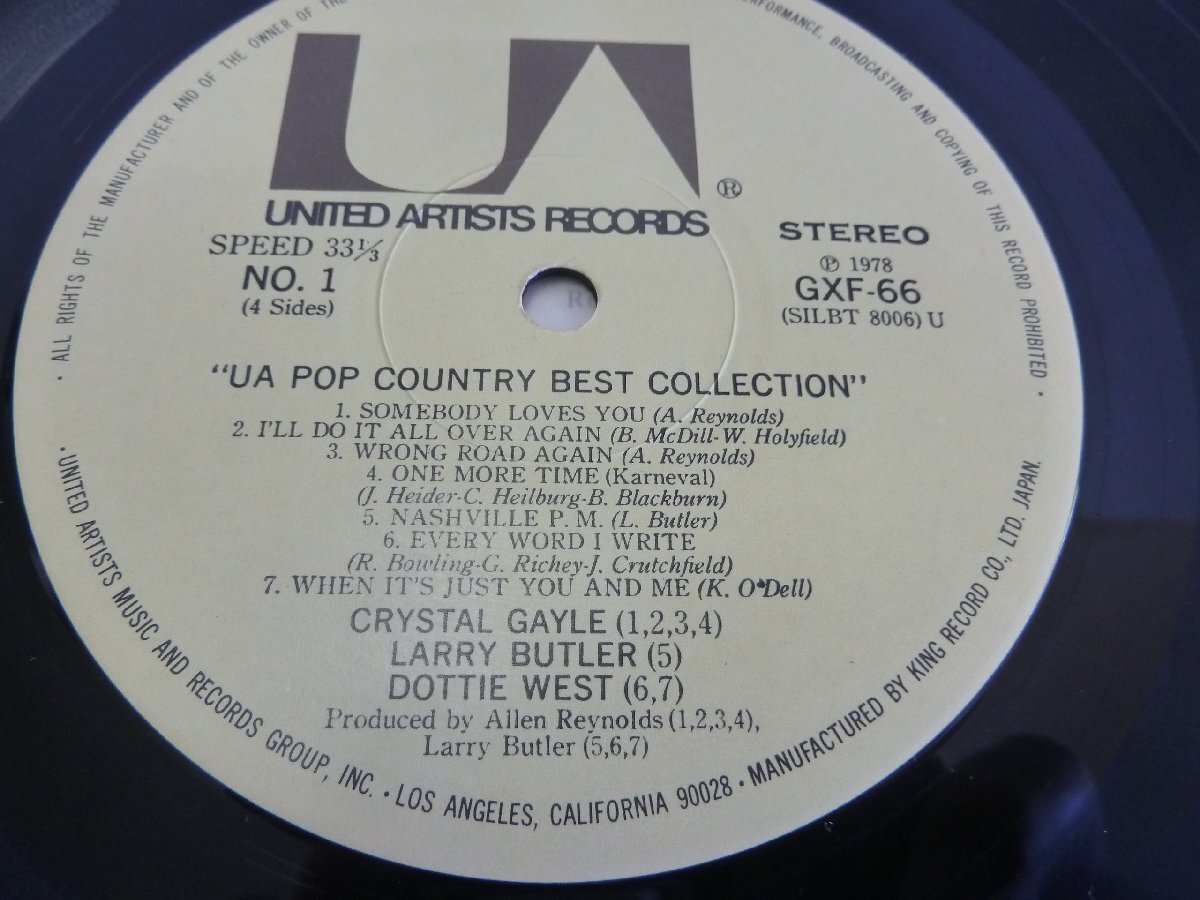 UA ®
UNITED ARTISTS RECORDS
SPEED 33⅓
NO. 1
(4 Sides)
STEREO
℗ 1978
GXF-66
(SILBT 8006) U
"UA POP COUNTRY BEST COLLECTION"
1. SOMEBODY LOVES YOU (A. Reynolds)
2. I'LL DO IT ALL OVER AGAIN (B. McDill-W. Holyfield)
3. WRONG ROAD AGAIN (A. Reynolds)
4. ONE MORE TIME (Karneval)
(J. Heider-C. Heilburg-B. Blackburn)
5. NASHVILLE P. M. (L. Butler)
6. EVERY WORD I WRITE
(R. Bowling-G. Richey-J. Crutchfield)
7. WHEN IT'S JUST YOU AND ME (K. O'Dell)
CRYSTAL GAYLE (1,2,3,4)
LARRY BUTLER (5)
DOTTIE WEST (6,7)
Produced by Allen Reynolds (1,2,3,4),
Larry Butler (5,6,7)
• ALL RIGHTS OF THE MANUFACTURER AND OF THE OWNER OF THE
PERFORMANCE, BROADCASTING AND COPYING OF THIS RECORD PROHIBITED •
• UNITED ARTISTS MUSIC AND RECORDS GROUP, INC. • LOS ANGELES, CALIFORNIA 90028 • MANUFACTURED BY KING RECORD CO., LTD. JAPAN.